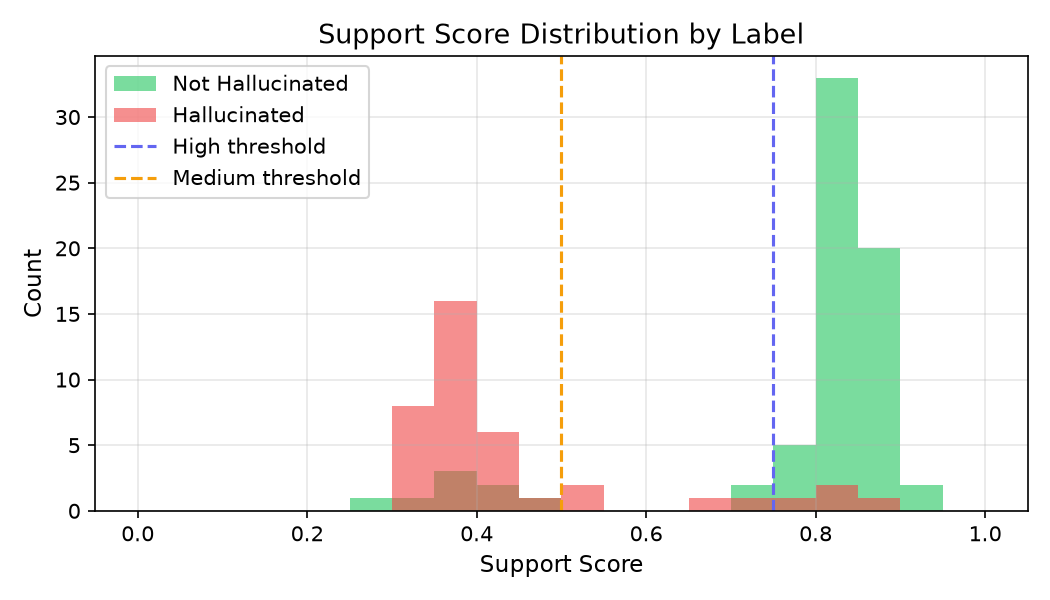 Support Score Distribution by Label
Not Hallucinated
Hallucinated
High threshold
Medium threshold
Count
30
25
20
15
10
5
0
0.0 0.2 0.4 0.6 0.8 1.0
Support Score